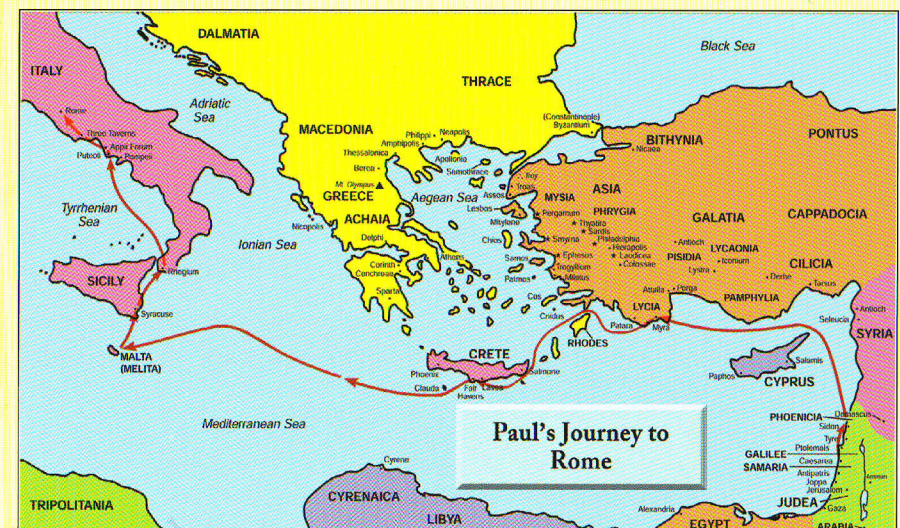 DALMATIA
Black Sea
ITALY
THRACE
Adriatic
Sea
Rome
(Constantinople)
Byzantium
MACEDONIA
Philippi
Neapolis
BITHYNIA
PONTUS
Three Taverns
Amphipolis
Nicaea
Appii Forum
Thessalonica
Apollonia
Puteoli
Pompeii
Berea
Samothrace
Troy
Mt. Olympus
Troas
ASIA
GREECE
Aegean Sea
Assos
MYSIA
Tyrrhenian
Sea
Lesbos
Pergamum
PHRYGIA
GALATIA
CAPPADOCIA
ACHAIA
Mitylene
Thyatira
Nicopolis
Sardis
Ionian Sea
Delphi
Chios
Smyrna
Philadelphia
Antioch
LYCAONIA
Hierapolis
Athens
Samos
Ephesus
Laodicea
PISIDIA
Iconium
Corinth
Trogyllium
Colossae
Lystra
CILICIA
Cenchreae
Patmos
Miletus
Derbe
Rhegium
SICILY
Sparta
Attalia
Perga
Tarsus
Cos
LYCIA
PAMPHYLIA
Antioch
Syracuse
Cnidus
Patara
Myra
Seleucia
SYRIA
RHODES
MALTA
(MELITA)
CRETE
Salamis
Phoenix
Salmone
Paphos
CYPRUS
Clauda
Fair
Havens
Lasea
Mediterranean Sea
Paul's Journey to
Rome
PHOENICIA
Damascus
Sidon
Tyre
Ptolemais
GALILEE
Cyrene
Caesarea
SAMARIA
Antipatris
Joppa
Jerusalem
TRIPOLITANIA
CYRENAICA
JUDEA
Gaza
Alexandria
LIBYA
EGYPT
ARABIA